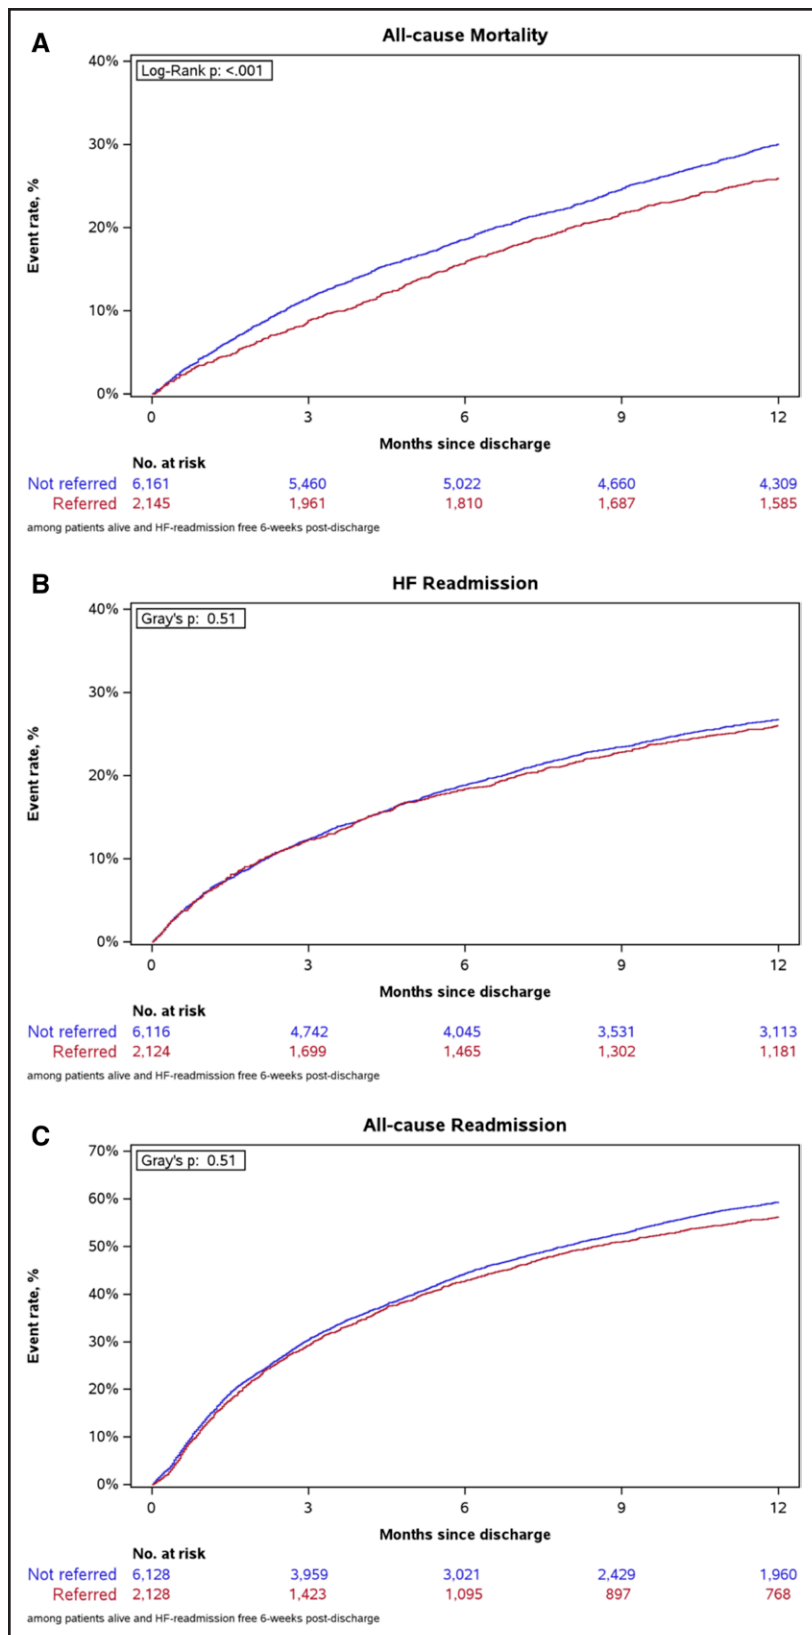 A
All-cause Mortality
Log-Rank p: <.001
40%
30%
20%
10%
0%
Event rate, %
0 3 6 9 12
Months since discharge
No. at risk
Not referred 6,161 5,460 5,022 4,660 4,309
Referred 2,145 1,961 1,810 1,687 1,585
among patients alive and HF-readmission free 6-weeks post-discharge
B
HF Readmission
Gray's p: 0.51
40%
30%
20%
10%
0%
Event rate, %
0 3 6 9 12
Months since discharge
No. at risk
Not referred 6,116 4,742 4,045 3,531 3,113
Referred 2,124 1,699 1,465 1,302 1,181
among patients alive and HF-readmission free 6-weeks post-discharge
C
All-cause Readmission
Gray's p: 0.51
70%
60%
50%
40%
30%
20%
10%
0%
Event rate, %
0 3 6 9 12
Months since discharge
No. at risk
Not referred 6,128 3,959 3,021 2,429 1,960
Referred 2,128 1,423 1,095 897 768
among patients alive and HF-readmission free 6-weeks post-discharge